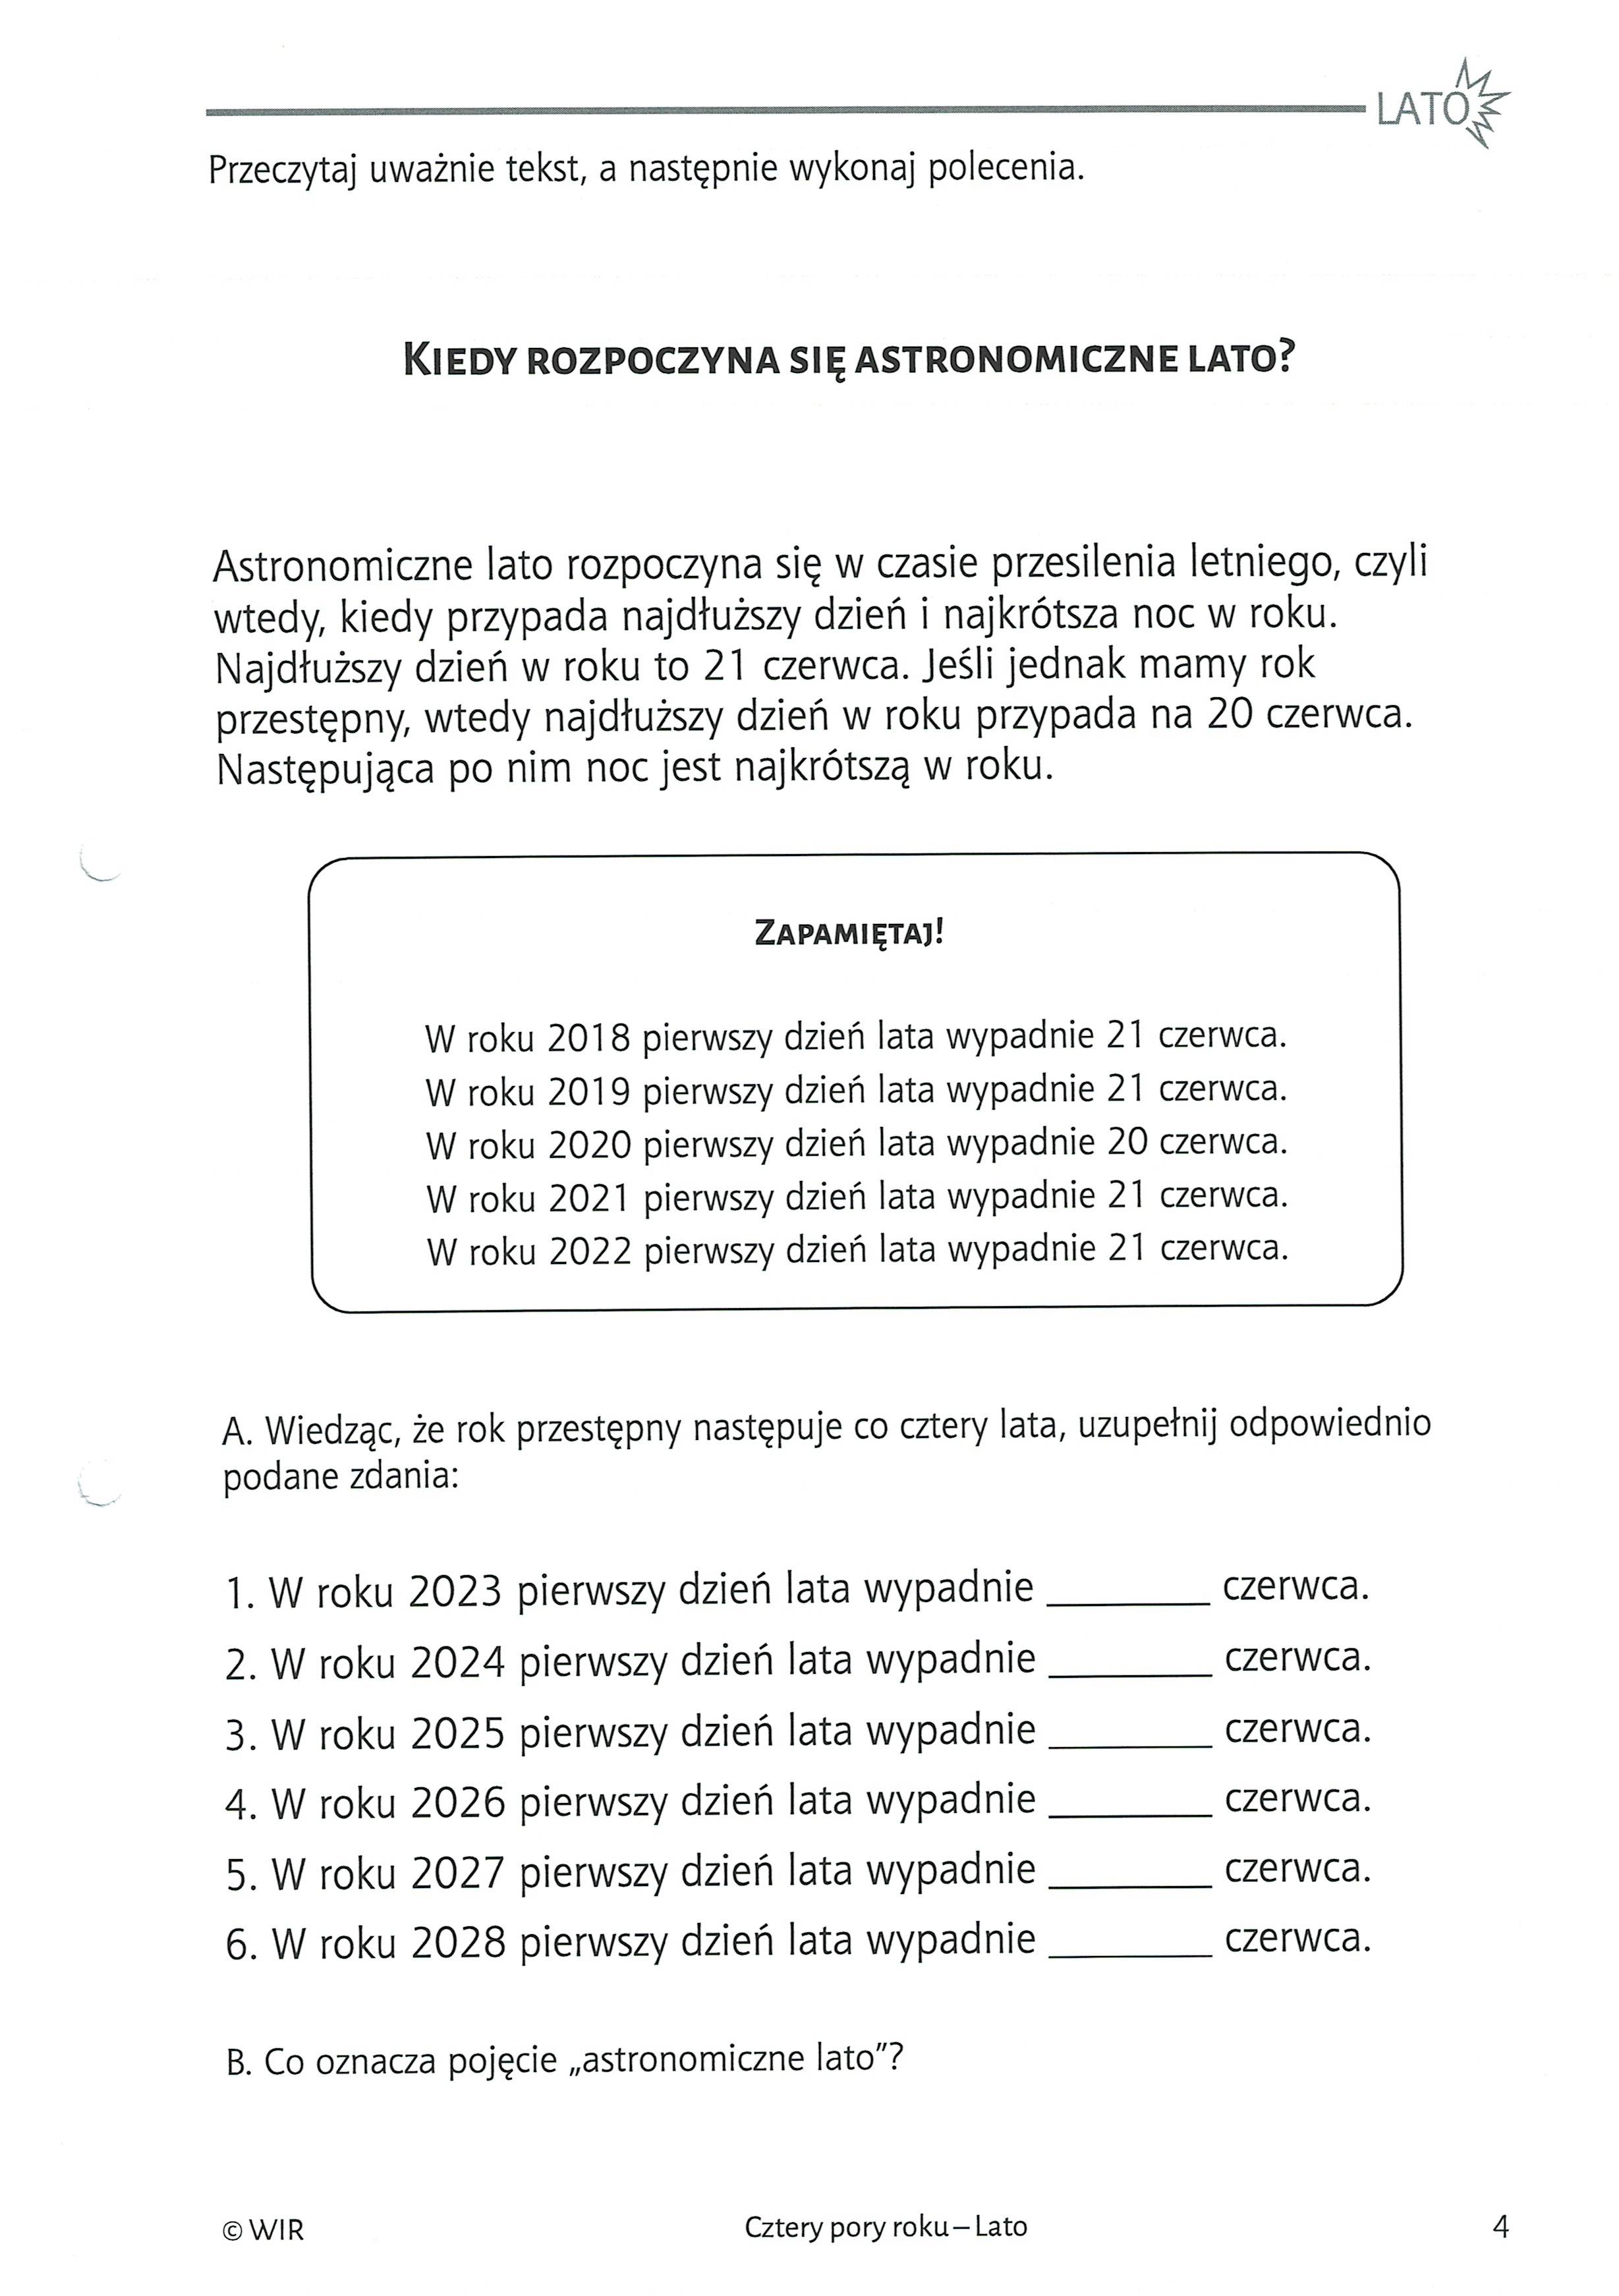 LATO
Przeczytaj uważnie tekst, a następnie wykonaj polecenia.
Kiedy rozpoczyna się astronomiczne lato?
Astronomiczne lato rozpoczyna się w czasie przesilenia letniego, czyli
wtedy, kiedy przypada najdłuższy dzień i najkrótsza noc w roku.
Najdłuższy dzień w roku to 21 czerwca. Jeśli jednak mamy rok
przestępny, wtedy najdłuższy dzień w roku przypada na 20 czerwca.
Następująca po nim noc jest najkrótszą w roku.
Zapamiętaj!
W roku 2018 pierwszy dzień lata wypadnie 21 czerwca.
W roku 2019 pierwszy dzień lata wypadnie 21 czerwca.
W roku 2020 pierwszy dzień lata wypadnie 20 czerwca.
W roku 2021 pierwszy dzień lata wypadnie 21 czerwca.
W roku 2022 pierwszy dzień lata wypadnie 21 czerwca.
A. Wiedząc, że rok przestępny następuje co cztery lata, uzupełnij odpowiednio
podane zdania:
1. W roku 2023 pierwszy dzień lata wypadnie ________ czerwca.
2. W roku 2024 pierwszy dzień lata wypadnie ________ czerwca.
3. W roku 2025 pierwszy dzień lata wypadnie ________ czerwca.
4. W roku 2026 pierwszy dzień lata wypadnie ________ czerwca.
5. W roku 2027 pierwszy dzień lata wypadnie ________ czerwca.
6. W roku 2028 pierwszy dzień lata wypadnie ________ czerwca.
B. Co oznacza pojęcie „astronomiczne lato”?
© WIR Cztery pory roku – Lato 4